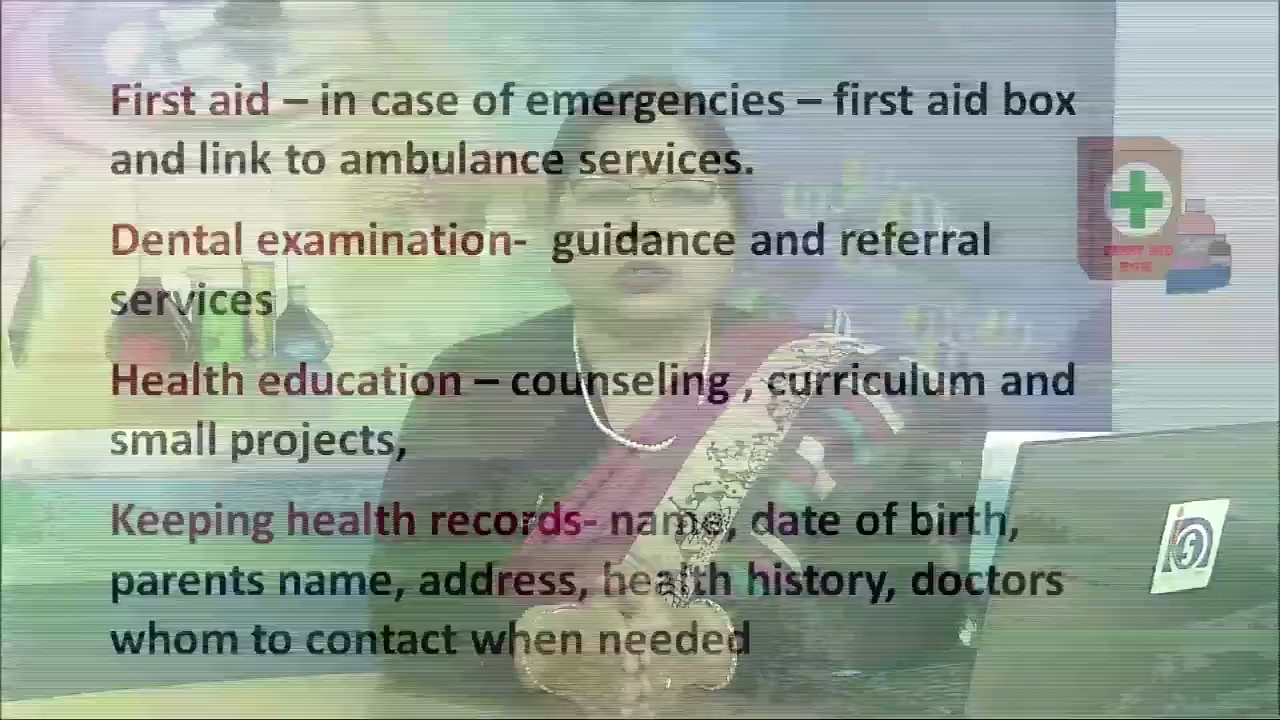 First aid – in case of emergencies – first aid box
and link to ambulance services.
Dental examination-  guidance and referral
services
Health education – counseling , curriculum and
small projects,
Keeping health records- name, date of birth,
parents name, address, health history, doctors
whom to contact when needed